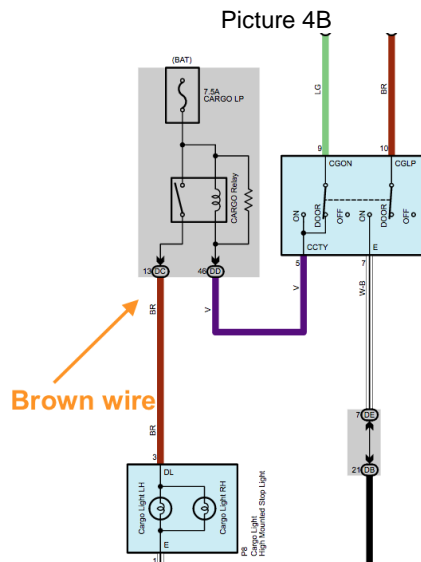 Picture 4B
(BAT)
7.5A
CARGO LP
LG
BR
9
10
CGON
CGLP
CARGO Relay
ON
DOOR
OFF
ON
DOOR
OFF
CCTY
E
13 DC
46 DD
5
7
BR
V
V
W-B
Brown wire
BR
7 DE
21 DB
3
DL
Cargo Light LH
Cargo Light RH
E
1
P8
Cargo Light
High Mounted Stop Light